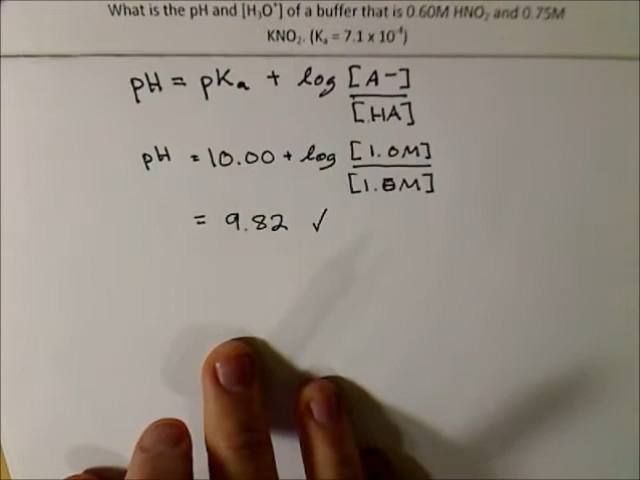 What is the pH and [H₃O⁺] of a buffer that is 0.60M HNO₂ and 0.75M
KNO₂. (Kₐ = 7.1 x 10⁻⁴)
pH = pKₐ + log [A-]
[HA]
pH = 10.00 + log [1.0M]
[1.5M]
= 9.82 ✓